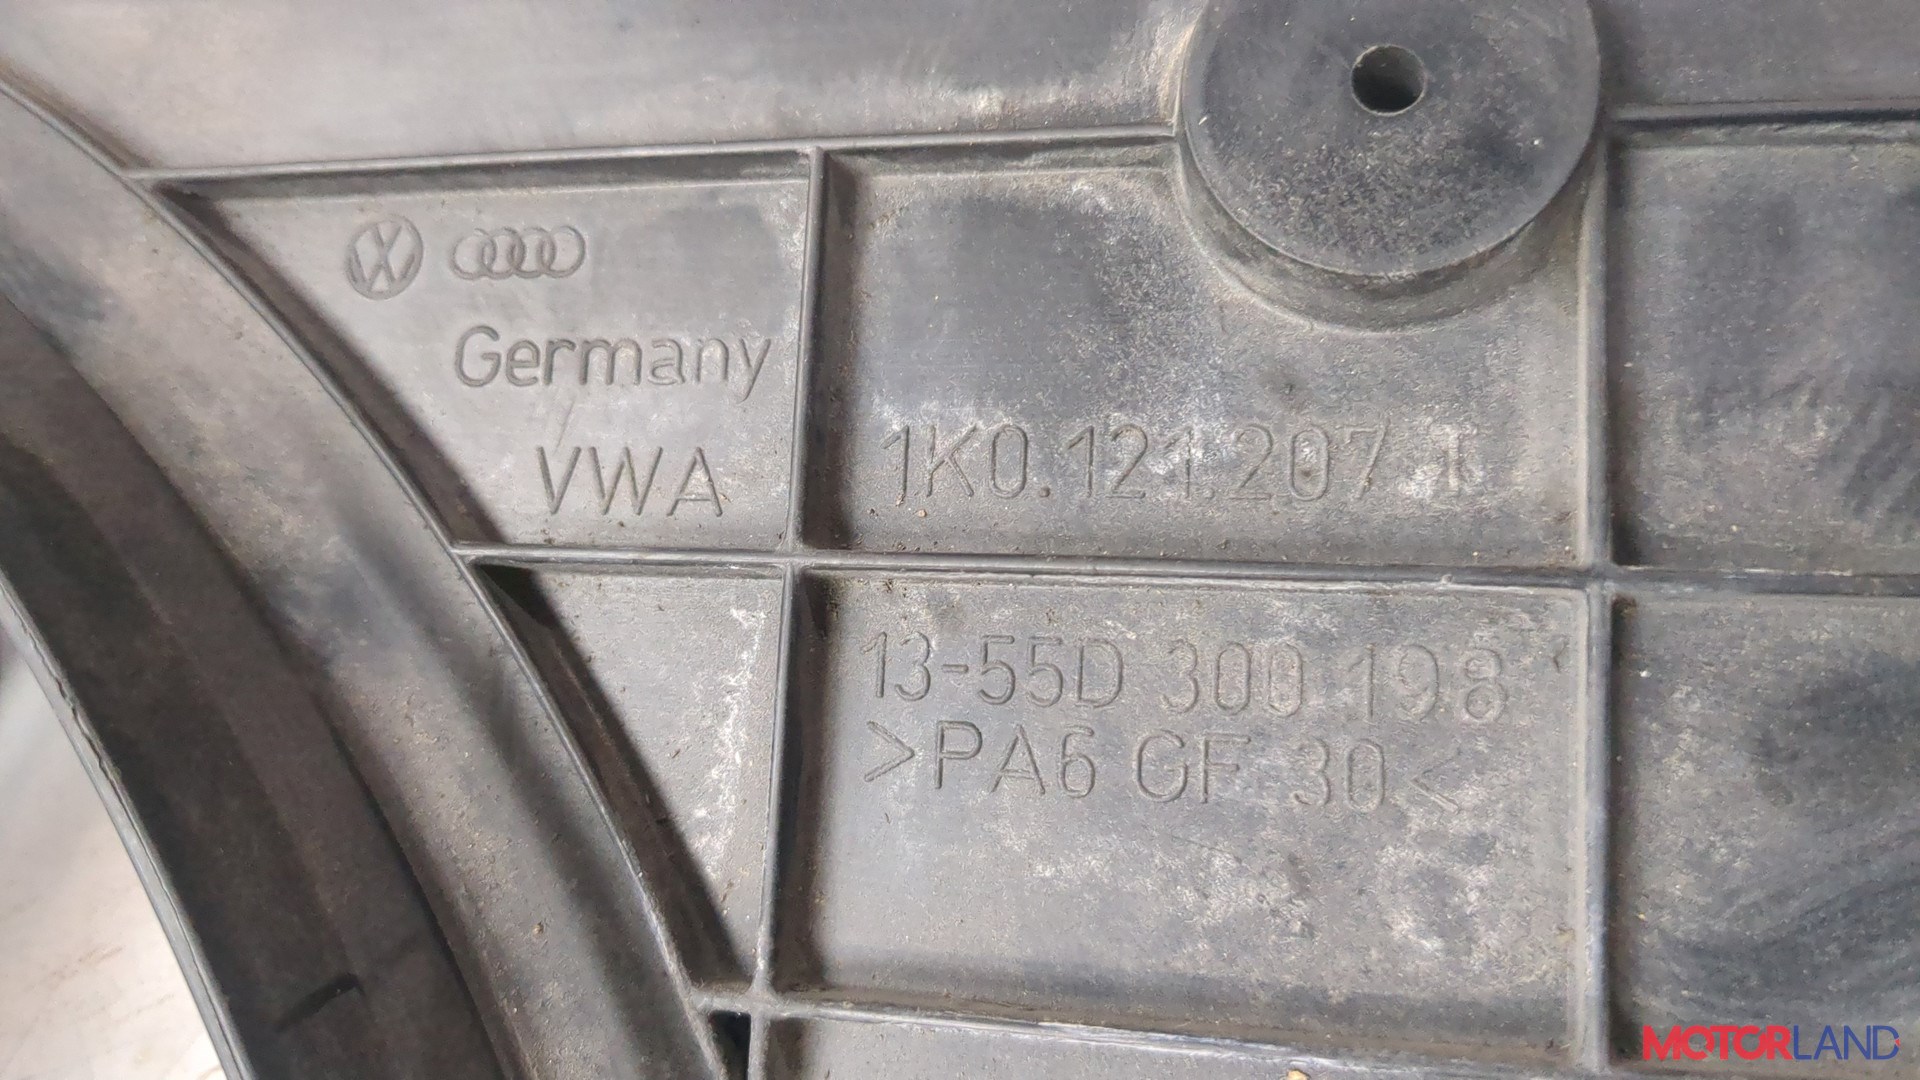 Germany
VWA
1K0.121.207 T
13-55D 300 198
>PA6 GF 30<
MOTORLAND